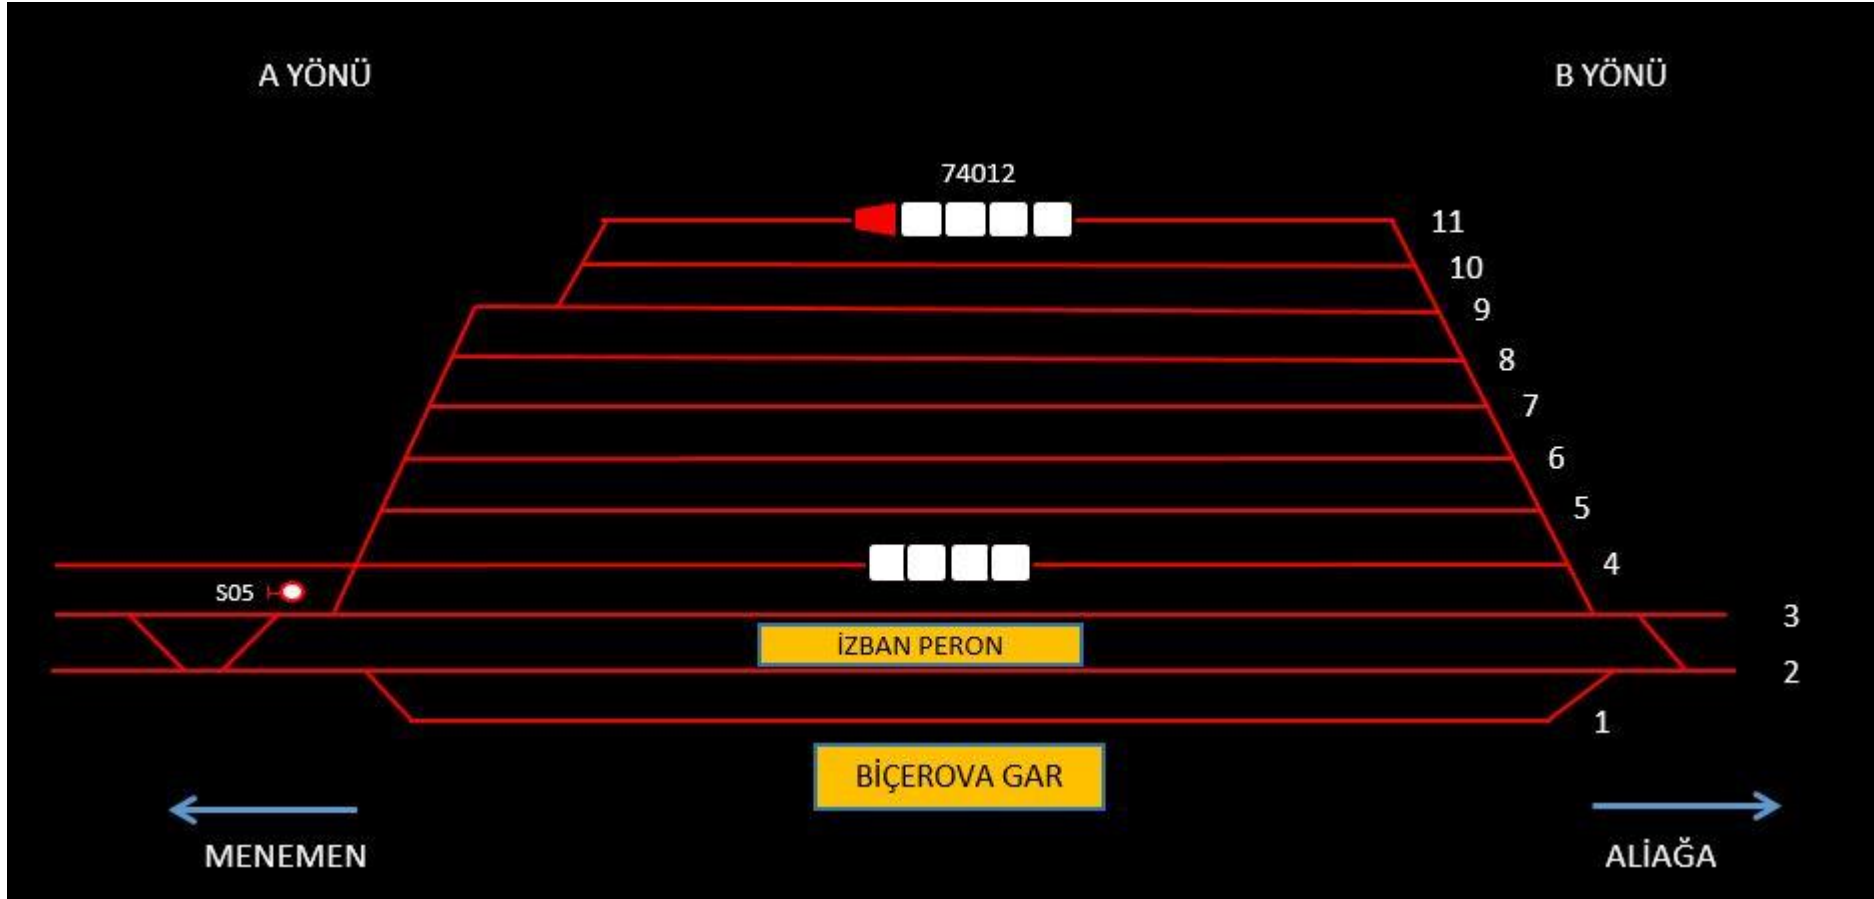 A YÖNÜ
B YÖNÜ
74012
11
10
9
8
7
6
5
4
S05
3
İZBAN PERON
2
1
BİÇEROVA GAR
MENEMEN
ALİAĞA